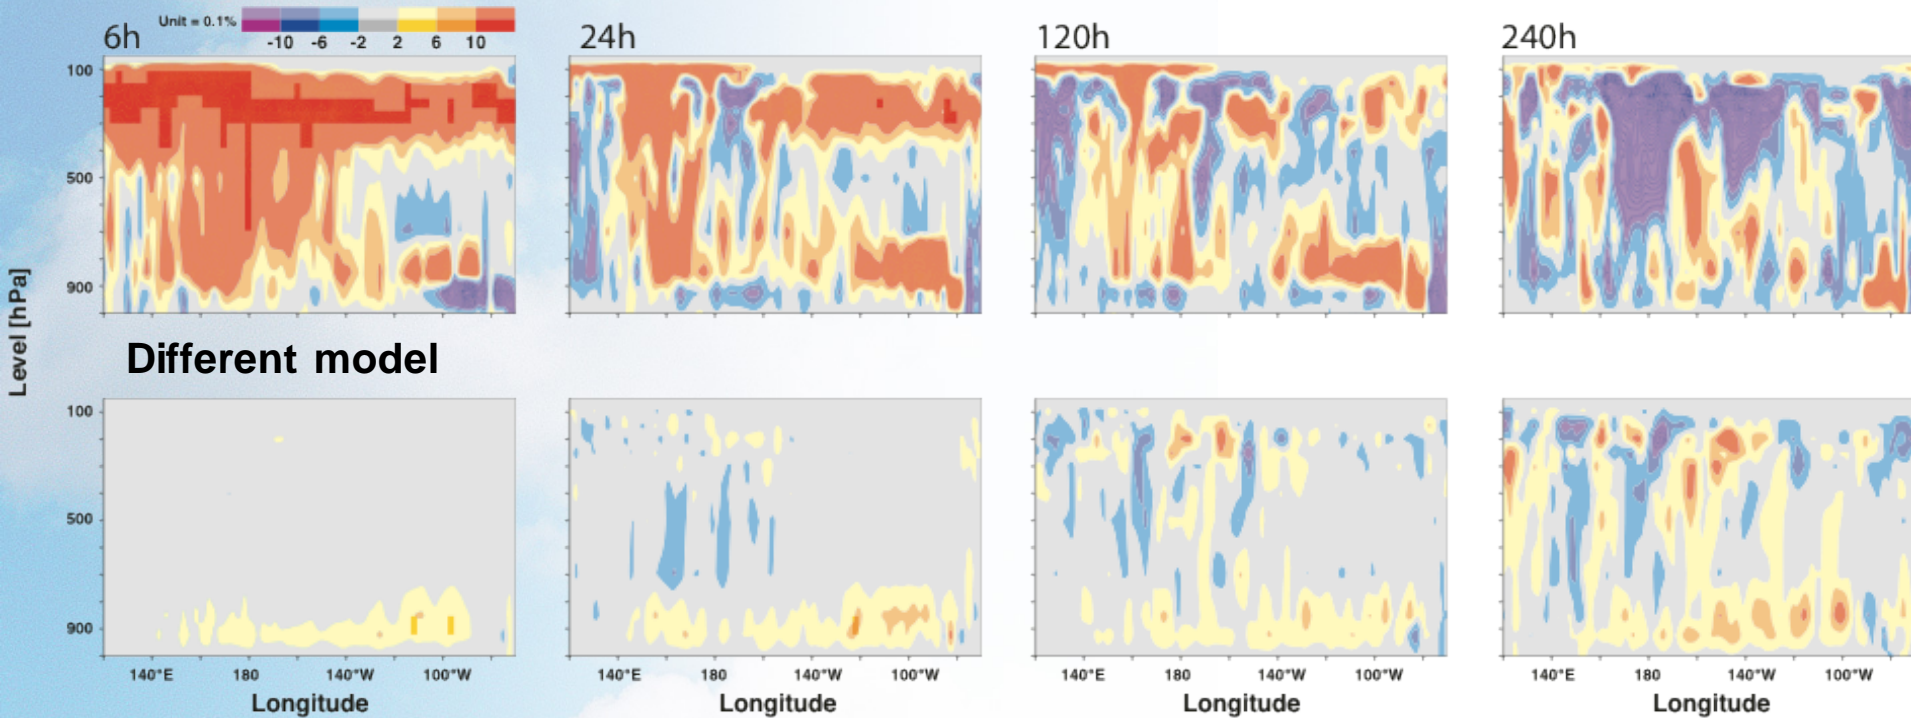 6h
Unit = 0.1%
-10 -6 -2 2 6 10
24h
120h
240h
100
500
900
Level [hPa]
Different model
100
500
900
140°E 180 140°W 100°W
140°E 180 140°W 100°W
140°E 180 140°W 100°W
140°E 180 140°W 100°W
Longitude
Longitude
Longitude
Longitude